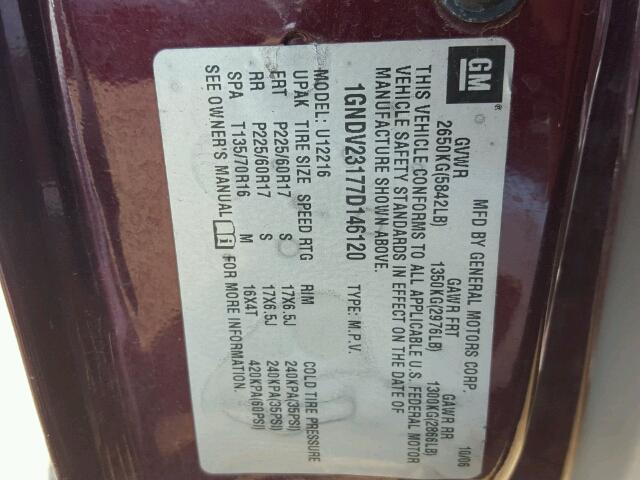 GM
MFD BY GENERAL MOTORS CORP. 10/06
GVWR GAWR FRT GAWR RR
2650KG(5842LB) 1350KG(2976LB) 1300KG(2866LB)
THIS VEHICLE CONFORMS TO ALL APPLICABLE U.S. FEDERAL MOTOR
VEHICLE SAFETY STANDARDS IN EFFECT ON THE DATE OF
MANUFACTURE SHOWN ABOVE.
1GNDV23177D146120 TYPE: M.P.V.
MODEL: U12216
UPAK TIRE SIZE SPEED RTG RIM COLD TIRE PRESSURE
FRT P225/60R17 S 17X6.5J 240KPA(35PSI)
RR P225/60R17 S 17X6.5J 240KPA(35PSI)
SPA T135/70R16 M 16X4T 420KPA(60PSI)
SEE OWNER'S MANUAL FOR MORE INFORMATION.